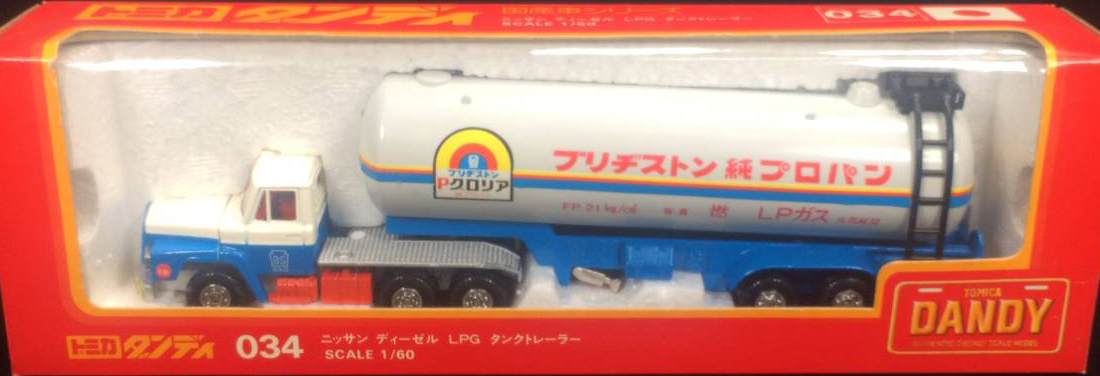 トミカ ダンディ 国産車シリーズ
ニッサン ディーゼル LPG タンクトレーラー
SCALE 1/60
034
ブリヂストン
Pクロリア
ブリヂストン 純プロパン
FP-21kg/c㎡ 燃 LPガス
BS
トミカ ダンディ 034
ニッサン ディーゼル LPG タンクトレーラー
SCALE 1/60
TOMICA
DANDY